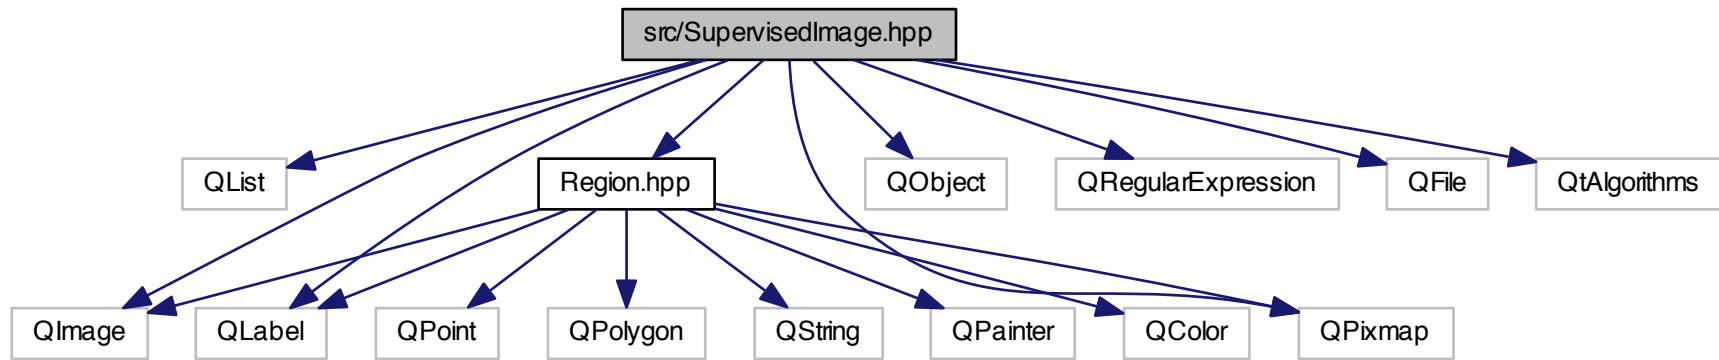 src/SupervisedImage.hpp
QList
Region.hpp
QObject
QRegularExpression
QFile
QtAlgorithms
QImage
QLabel
QPoint
QPolygon
QString
QPainter
QColor
QPixmap